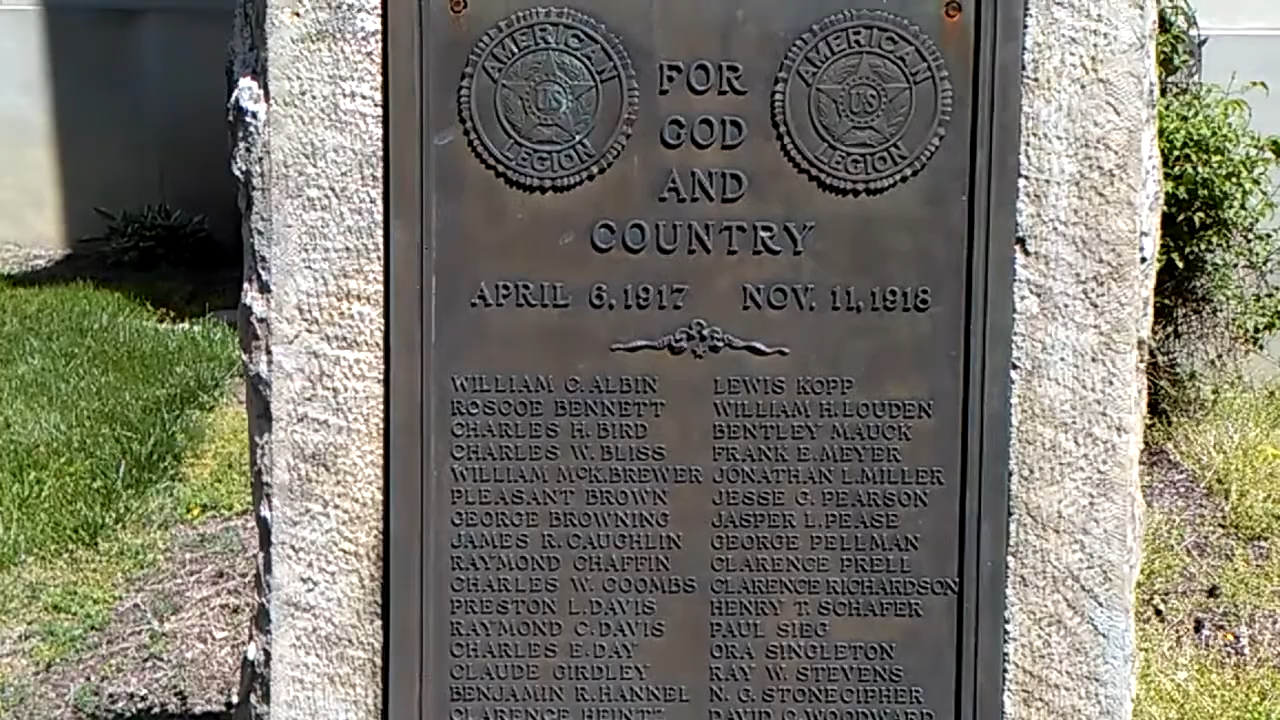 AMERICAN
US
LEGION
AMERICAN
US
LEGION
FOR
GOD
AND
COUNTRY
APRIL 6, 1917 NOV. 11, 1918
WILLIAM C. ALBIN
ROSCOE BENNETT
CHARLES H. BIRD
CHARLES W. BLISS
WILLIAM McK. BREWER
PLEASANT BROWN
GEORGE BROWNING
JAMES R. CAUGHLIN
RAYMOND CHAFFIN
CHARLES W. COOMBS
PRESTON L. DAVIS
RAYMOND C. DAVIS
CHARLES E. DAY
CLAUDE GIRDLEY
BENJAMIN R. HANNEL
CLARENCE HEINTZ
LEWIS KOPP
WILLIAM H. LOUDEN
BENTLEY MAUCK
FRANK E. MEYER
JONATHAN L. MILLER
JESSE G. PEARSON
JASPER L. PEASE
GEORGE PELLMAN
CLARENCE PRELL
CLARENCE RICHARDSON
HENRY T. SCHAFER
PAUL SIEG
ORA SINGLETON
RAY W. STEVENS
N. G. STONECIPHER
DAVID O. WOODWARD